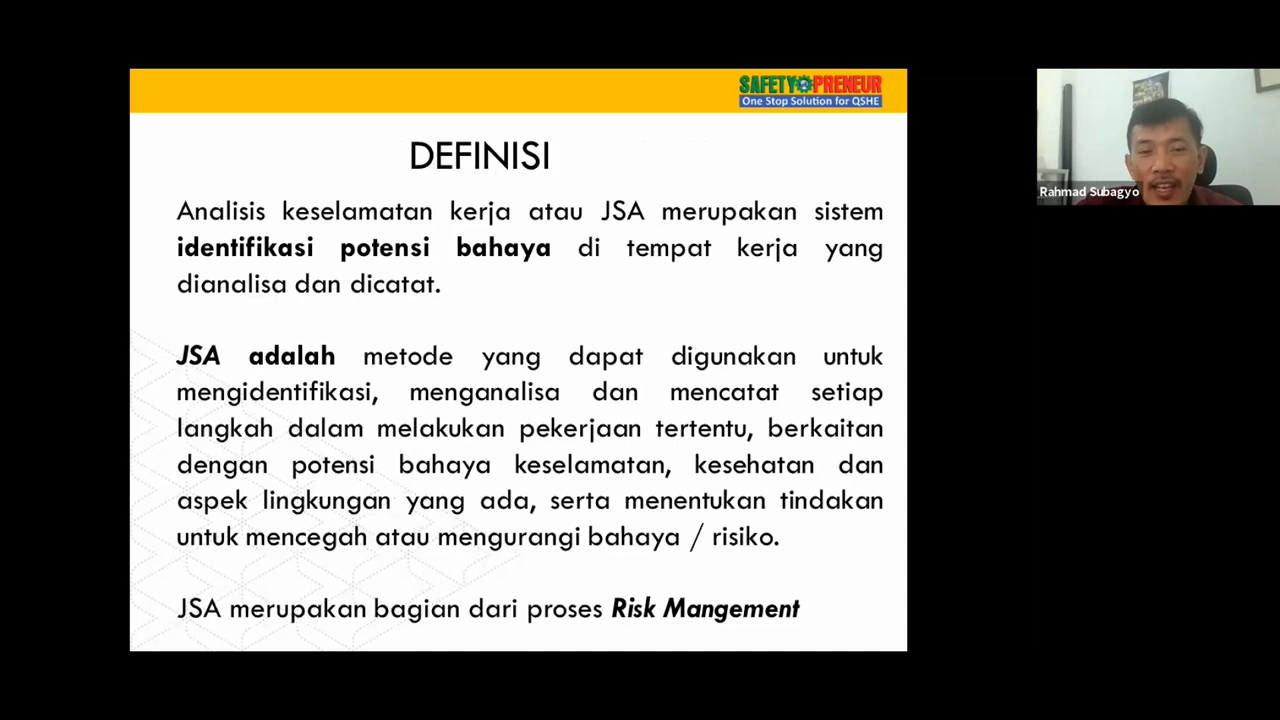 SAFETY PRENEUR
One Stop Solution for QSHE
DEFINISI
Analisis keselamatan kerja atau JSA merupakan sistem
identifikasi potensi bahaya di tempat kerja yang
dianalisa dan dicatat.
JSA adalah metode yang dapat digunakan untuk
mengidentifikasi, menganalisa dan mencatat setiap
langkah dalam melakukan pekerjaan tertentu, berkaitan
dengan potensi bahaya keselamatan, kesehatan dan
aspek lingkungan yang ada, serta menentukan tindakan
untuk mencegah atau mengurangi bahaya / risiko.
JSA merupakan bagian dari proses Risk Mangement
Rahmad Subagyo